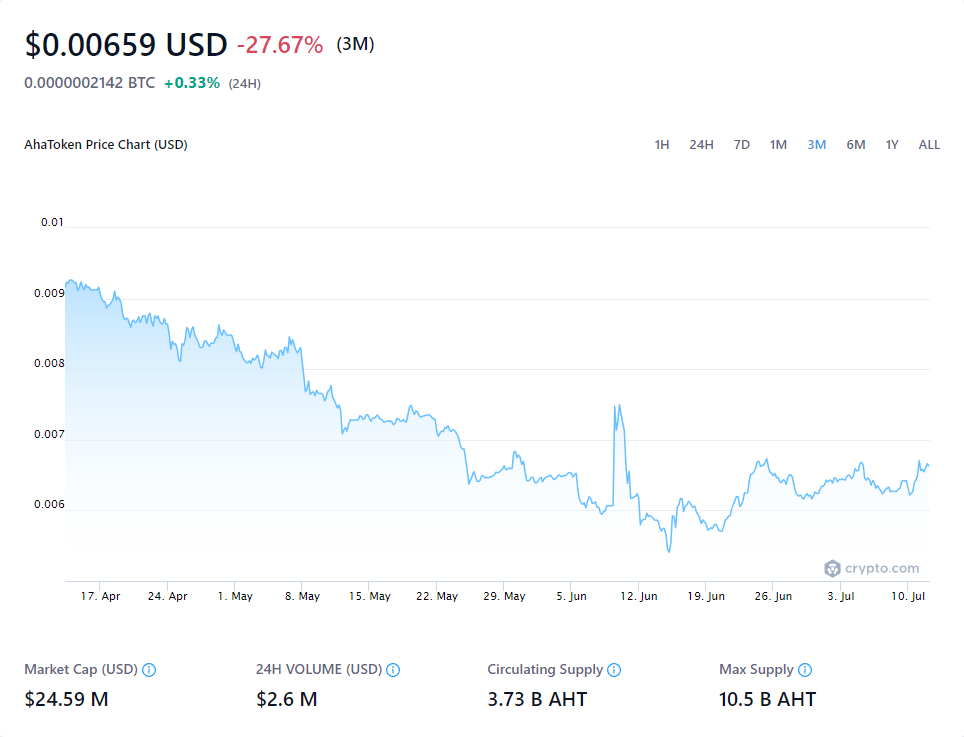 $0.00659 USD -27.67% (3M)
0.0000002142 BTC +0.33% (24H)
AhaToken Price Chart (USD) 1H 24H 7D 1M 3M 6M 1Y ALL
0.01
0.009
0.008
0.007
0.006
crypto.com
17. Apr 24. Apr 1. May 8. May 15. May 22. May 29. May 5. Jun 12. Jun 19. Jun 26. Jun 3. Jul 10. Jul
Market Cap (USD) 24H VOLUME (USD) Circulating Supply Max Supply
$24.59 M $2.6 M 3.73 B AHT 10.5 B AHT